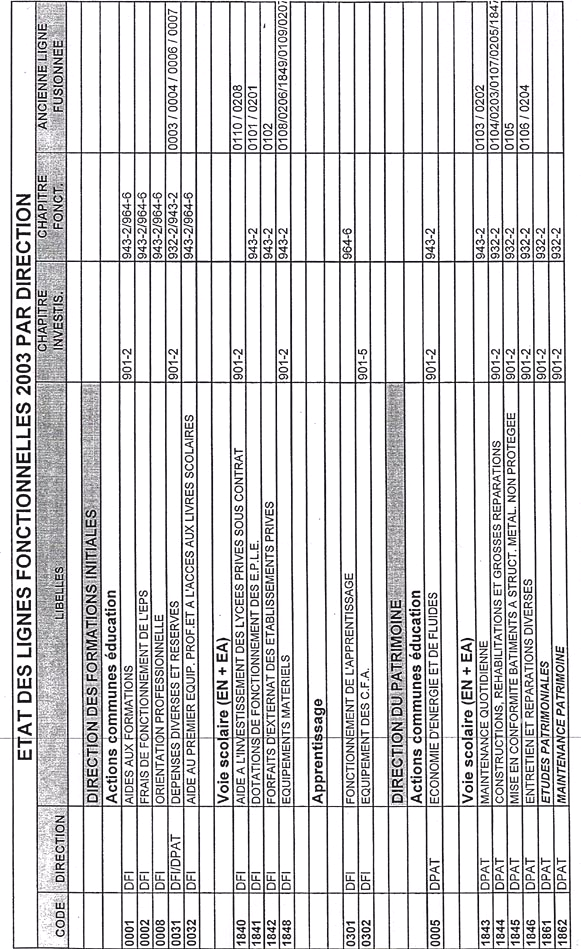 ETAT DES LIGNES FONCTIONNELLES 2003 PAR DIRECTION
CODE DIRECTION LIBELLES CHAPITRE INVESTIS. CHAPITRE FONCT. ANCIENNE LIGNE FUSIONNEE
DIRECTION DES FORMATIONS INITIALES
Actions communes éducation
0001 DFI AIDES AUX FORMATIONS 901-2 943-2/964-6
0002 DFI FRAIS DE FONCTIONNEMENT DE L'EPS 943-2/964-6
0008 DFI ORIENTATION PROFESSIONNELLE 943-2/964-6
0031 DFI/DPAT DEPENSES DIVERSES ET RESERVES 901-2 932-2/943-2 0003 / 0004 / 0006 / 0007
0032 DFI AIDE AU PREMIER EQUIP. PROF.ET A L'ACCES AUX LIVRES SCOLAIRES 943-2/964-6
Voie scolaire (EN + EA)
1840 DFI AIDE A L'INVESTISSEMENT DES LYCEES PRIVES SOUS CONTRAT 901-2 0110 / 0208
1841 DFI DOTATIONS DE FONCTIONNEMENT DES E.P.L.E. 943-2 0101 / 0201
1842 DFI FORFAITS D'EXTERNAT DES ETABLISSEMENTS PRIVES 943-2 0102
1848 DFI EQUIPEMENTS MATERIELS 901-2 943-2 0108/0206/1849/0109/0207
Apprentissage
0301 DFI FONCTIONNEMENT DE L'APPRENTISSAGE 964-6
0302 DFI EQUIPEMENT DES C.F.A. 901-5
DIRECTION DU PATRIMOINE
Actions communes éducation
0005 DPAT ECONOMIE D'ENERGIE ET DE FLUIDES 901-2 943-2
Voie scolaire (EN + EA)
1843 DPAT MAINTENANCE QUOTIDIENNE 943-2 0103 / 0202
1844 DPAT CONSTRUCTIONS, REHABILITATIONS ET GROSSES REPARATIONS 901-2 932-2 0104/0203/0107/0205/1847
1845 DPAT MISE EN CONFORMITE BATIMENTS A STRUCT. METAL. NON PROTEGEE 901-2 932-2 0105
1846 DPAT ENTRETIEN ET REPARATIONS DIVERSES 901-2 932-2 0106 / 0204
1861 DPAT ETUDES PATRIMONIALES 901-2 932-2
1862 DPAT MAINTENANCE PATRIMOINE 901-2 932-2